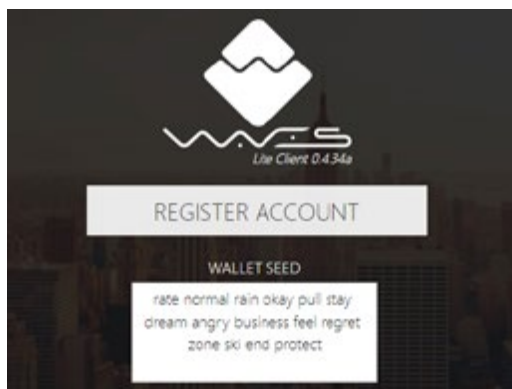 WAVES
Lite Client 0.4.34a
REGISTER ACCOUNT
WALLET SEED
rate normal rain okay pull stay
dream angry business feel regret
zone ski end protect